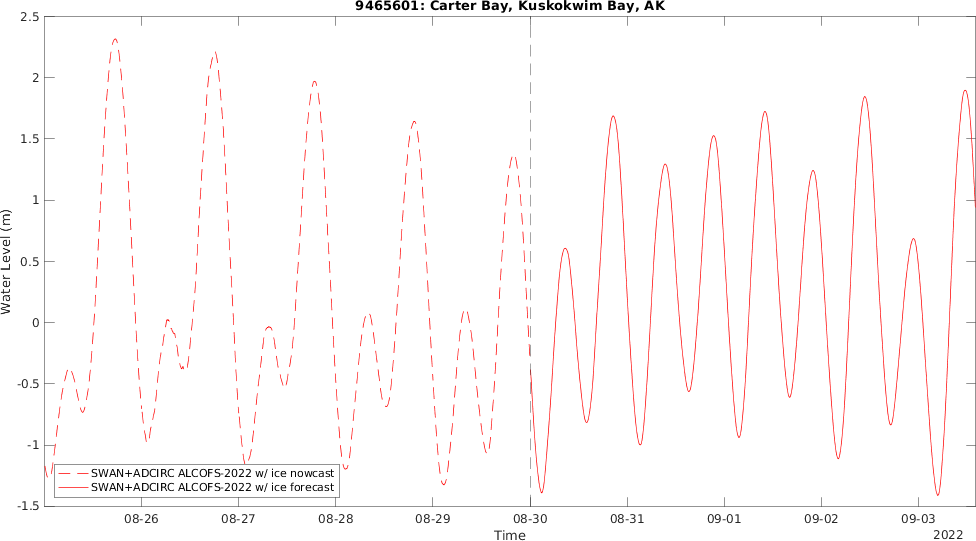 9465601: Carter Bay, Kuskokwim Bay, AK
2.5
2
1.5
1
0.5
0
-0.5
-1
-1.5
Water Level (m)
SWAN+ADCIRC ALCOFS-2022 w/ ice nowcast
SWAN+ADCIRC ALCOFS-2022 w/ ice forecast
08-26 08-27 08-28 08-29 08-30 08-31 09-01 09-02 09-03
Time
2022